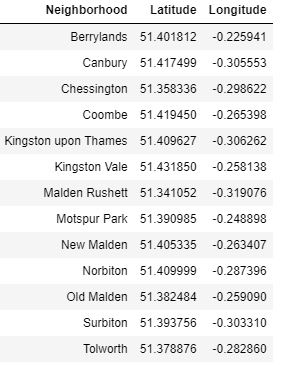 Neighborhood Latitude Longitude
Berrylands 51.401812 -0.225941
Canbury 51.417499 -0.305553
Chessington 51.358336 -0.298622
Coombe 51.419450 -0.265398
Kingston upon Thames 51.409627 -0.306262
Kingston Vale 51.431850 -0.258138
Malden Rushett 51.341052 -0.319076
Motspur Park 51.390985 -0.248898
New Malden 51.405335 -0.263407
Norbiton 51.409999 -0.287396
Old Malden 51.382484 -0.259090
Surbiton 51.393756 -0.303310
Tolworth 51.378876 -0.282860